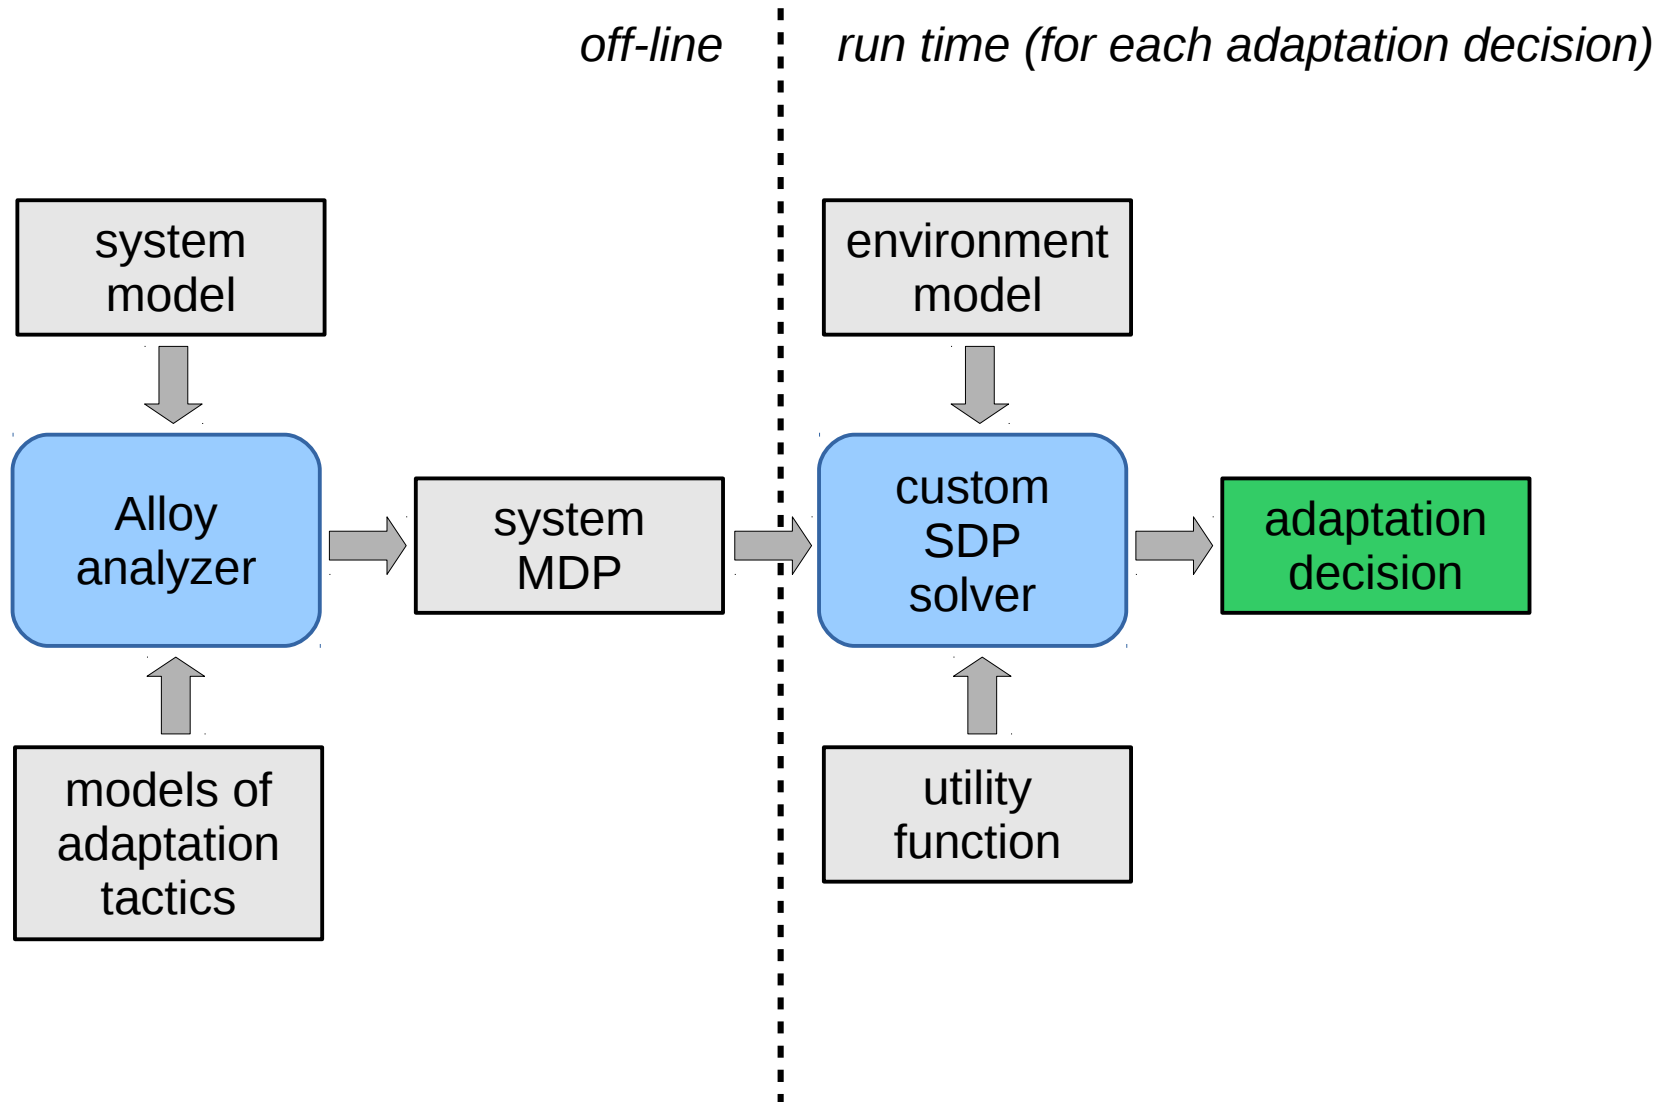 off-line
run time (for each adaptation decision)
system
model
environment
model
Alloy
analyzer
system
MDP
custom
SDP
solver
adaptation
decision
models of
adaptation
tactics
utility
function